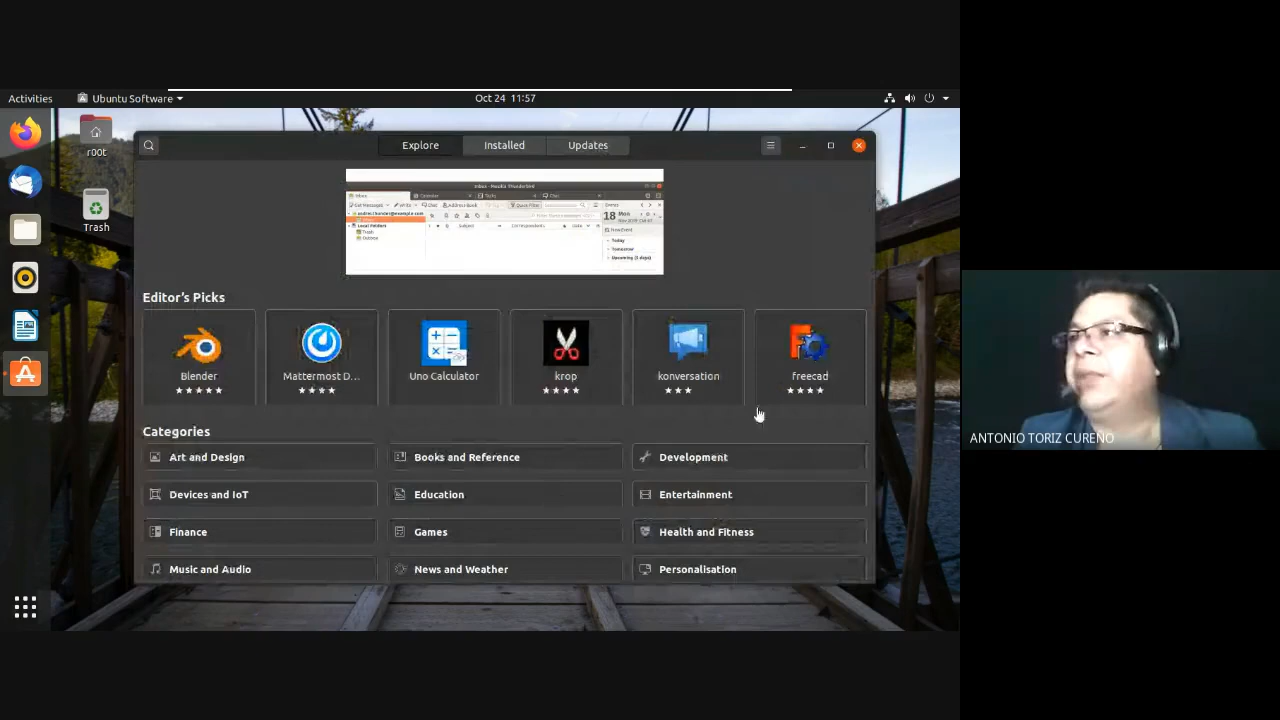 Activities
Ubuntu Software
Oct 24 11:57
root
Trash
Explore
Installed
Updates
Editor's Picks
Blender
Mattermost D...
Uno Calculator
krop
konversation
freecad
Categories
Art and Design
Books and Reference
Development
Devices and IoT
Education
Entertainment
Finance
Games
Health and Fitness
Music and Audio
News and Weather
Personalisation
ANTONIO TORIZ CUREÑO